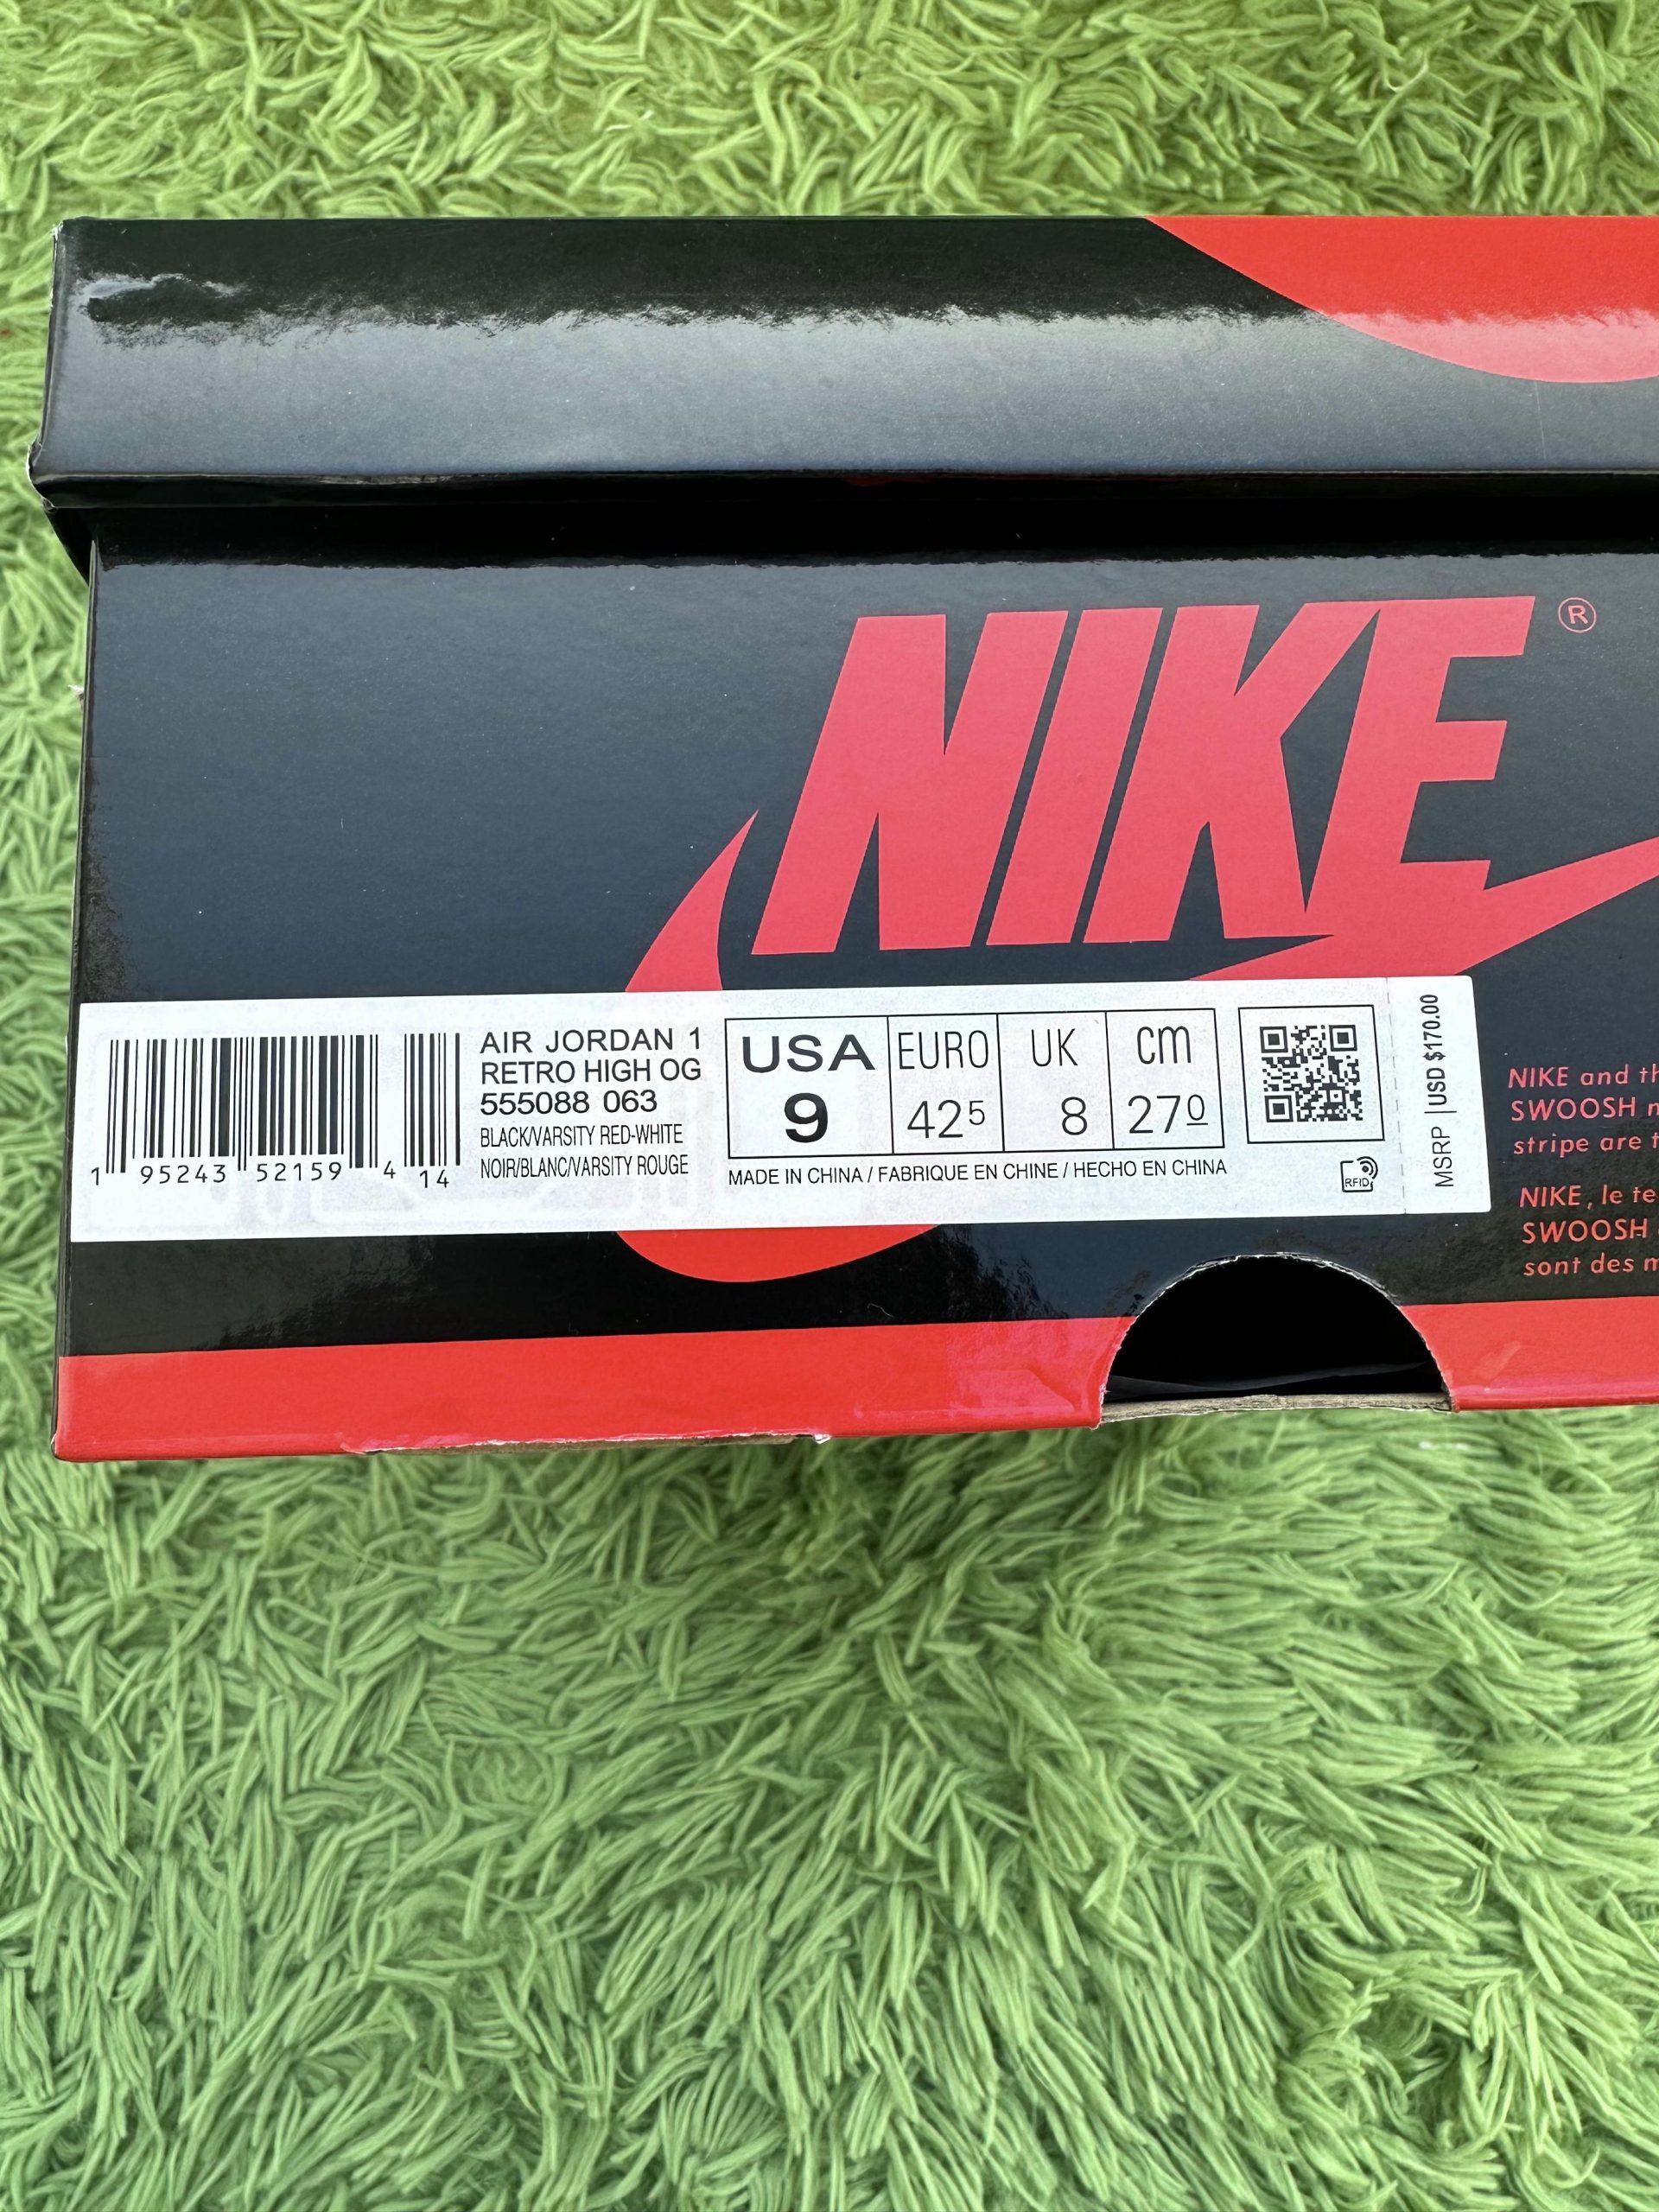 NIKE®
AIR JORDAN 1
RETRO HIGH OG
555088 063
BLACK/VARSITY RED-WHITE
NOIR/BLANC/VARSITY ROUGE
1 95243 52159 4 14
USA EURO UK cm
9 425 8 270
MADE IN CHINA / FABRIQUE EN CHINE / HECHO EN CHINA
RFID
MSRP USD $170.00
NIKE and
SWOOSH
stripe are
NIKE, le
SWOOSH
sont des